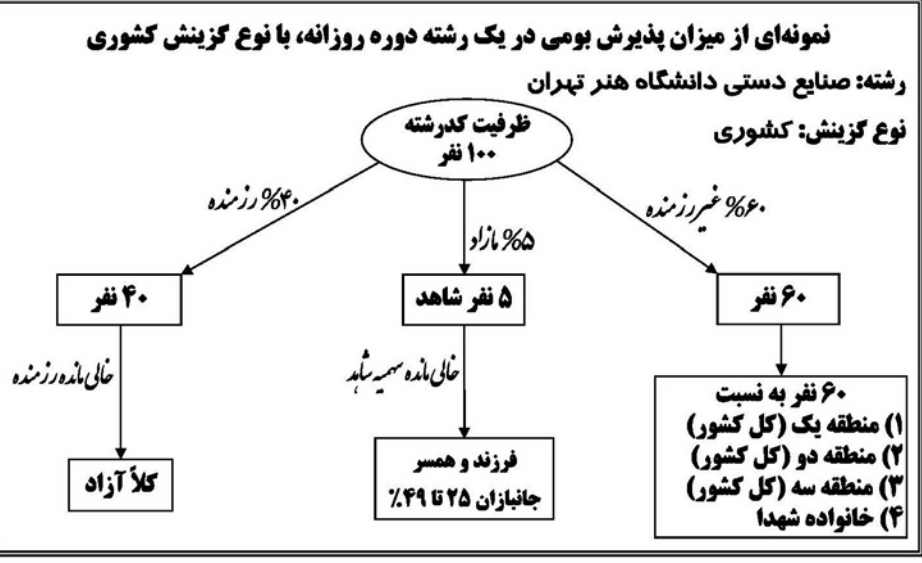 نمونه‌ای از میزان پذیرش بومی در یک رشته دوره روزانه، با نوع گزینش کشوری
رشته: صنایع دستی دانشگاه هنر تهران
نوع گزینش: کشوری
ظرفیت کدرشته
۱۰۰ نفر
۶۰% غیررزمنده
۵% مازاد
۴۰% رزمنده
۶۰ نفر
۵ نفر شاهد
۴۰ نفر
خالی مانده سهمیه شاهد
خالی مانده رزمنده
۶۰ نفر به نسبت
۱) منطقه یک (کل کشور)
۲) منطقه دو (کل کشور)
۳) منطقه سه (کل کشور)
۴) خانواده شهدا
فرزند و همسر
جانبازان ۲۵ تا ۴۹٪
کلاً آزاد